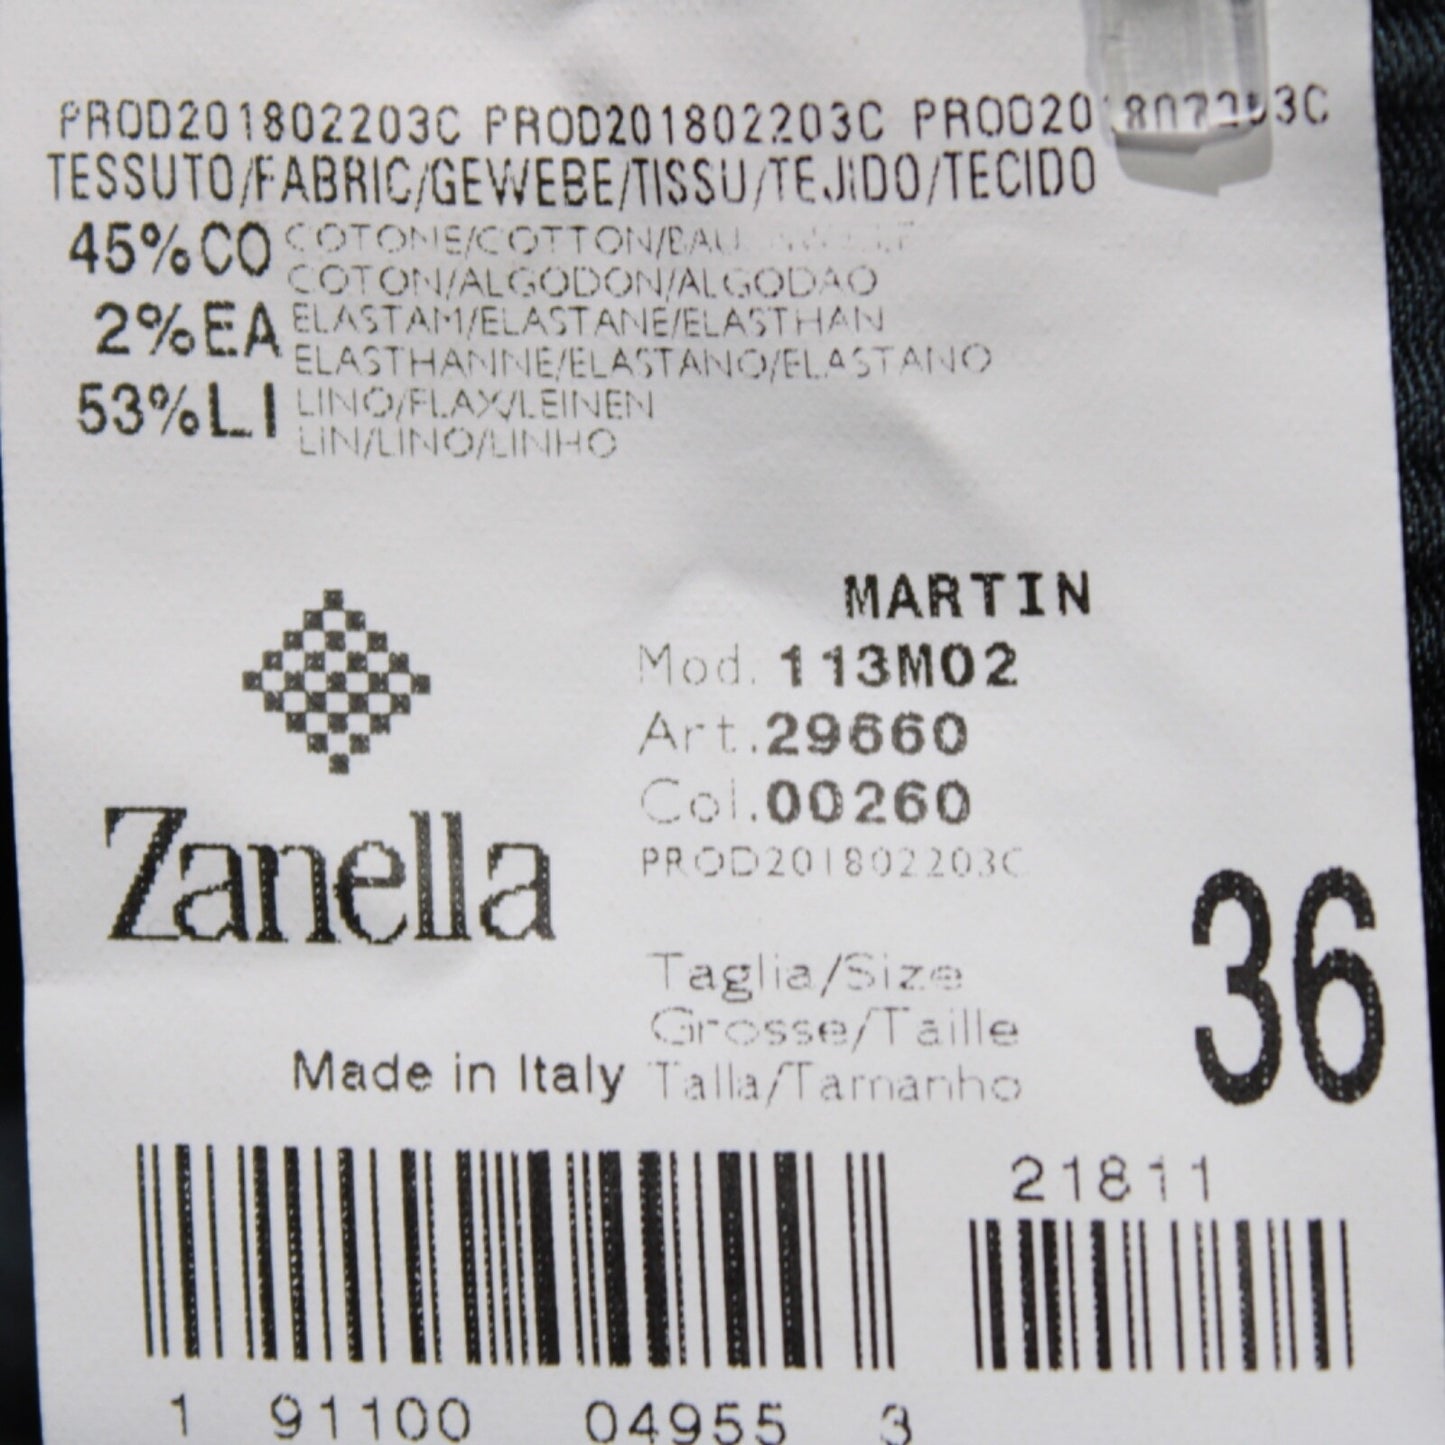 PROD201802203C PROD201802203C PROD201802203C
TESSUTO/FABRIC/GEWEBE/TISSU/TEJIDO/TECIDO
45%CO COTONE/COTTON/
COTON/ALGODON/ALGODAO
2%EA ELASTAM/ELASTANE/ELASTHAN
ELASTHANNE/ELASTANO/ELASTANO
53%LI LINO/FLAX/LEINEN
LIN/LINO/LINHO
MARTIN
Mod. 113M02
Art. 29660
Col. 00260
PROD201802203C
Zanella
Taglia/Size
Grosse/Taille
Talla/Tamanho
36
Made in Italy
21811
1 91100 04955 3